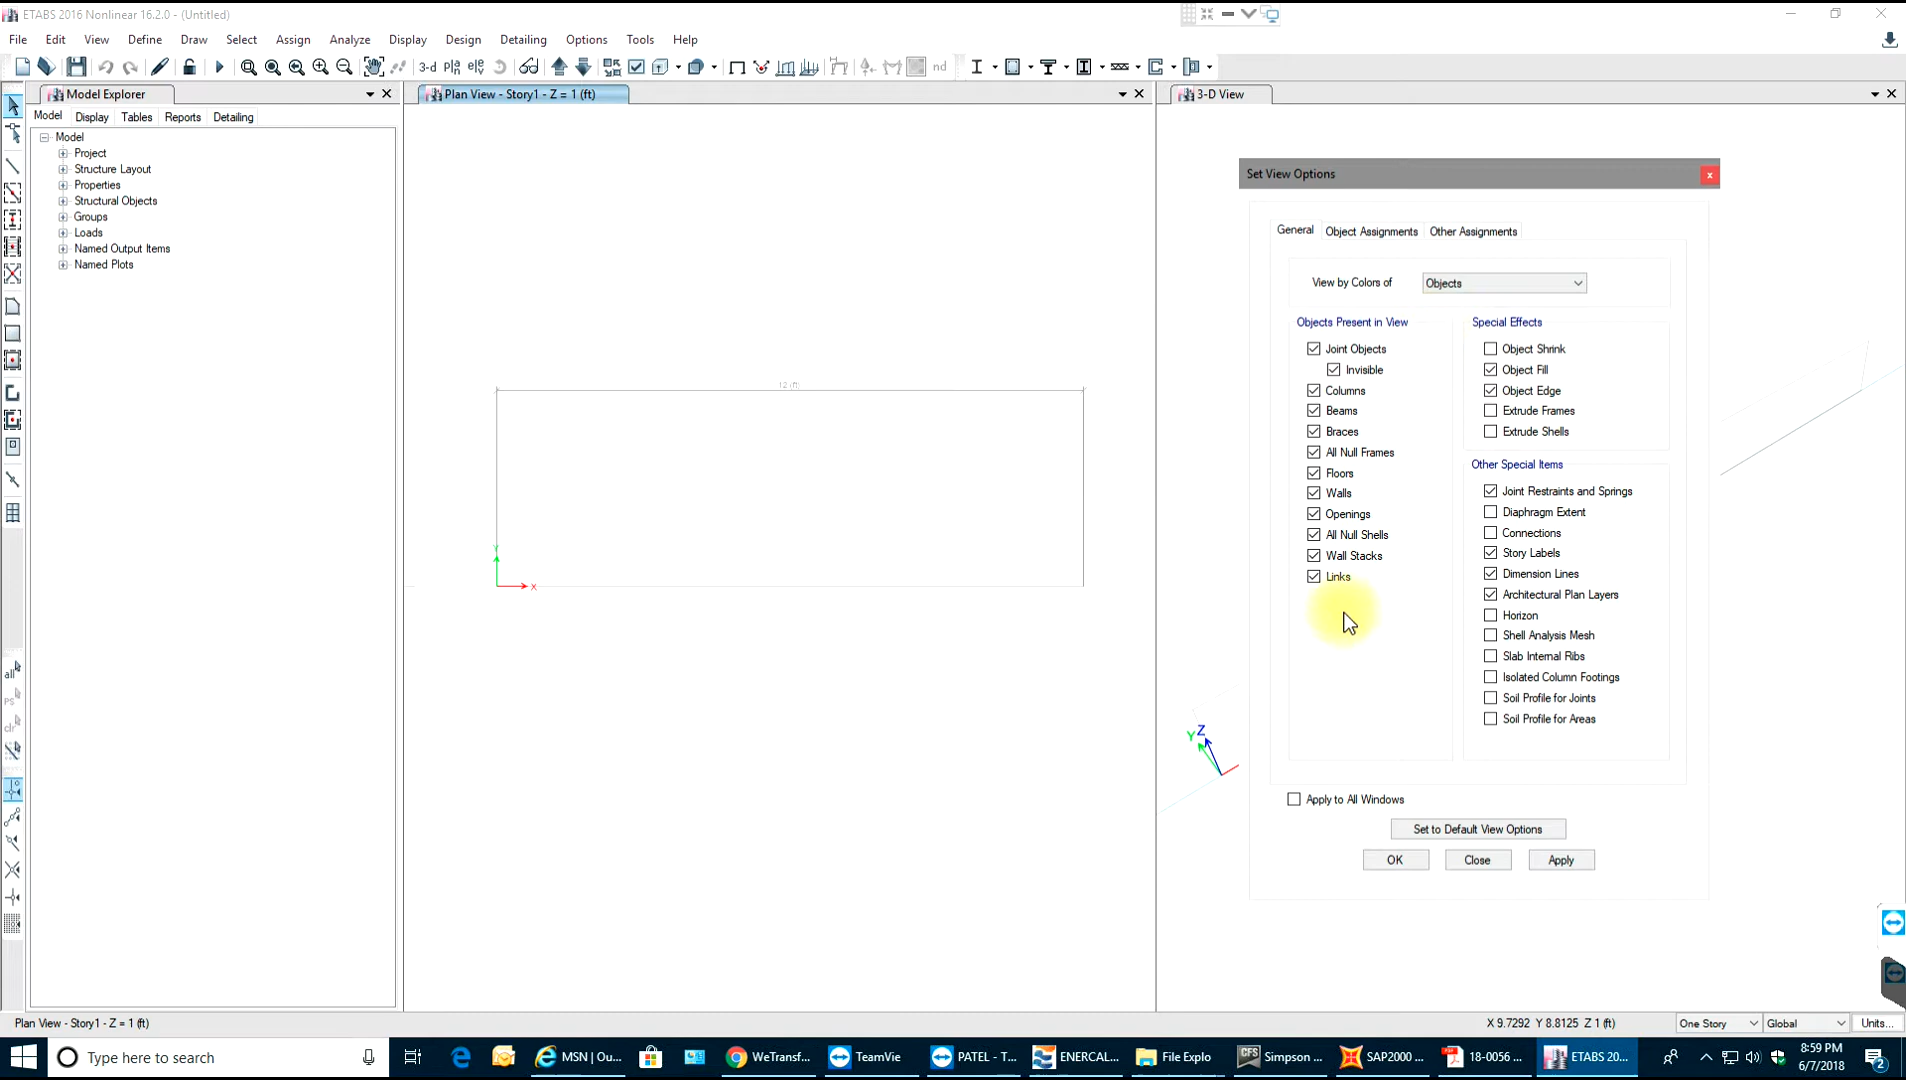 ETABS 2016 Nonlinear 16.2.0 - (Untitled)
File Edit View Define Draw Select Assign Analyze Display Design Detailing Options Tools Help
3-d nd
Model Explorer
Plan View - Story1 - Z = 1 (ft)
3-D View
Model Display Tables Reports Detailing
Model
Project
Structure Layout
Properties
Structural Objects
Groups
Loads
Named Output Items
Named Plots
12 (ft)
Y
X
Set View Options
x
General Object Assignments Other Assignments
View by Colors of Objects
Objects Present in View
Joint Objects
Invisible
Columns
Beams
Braces
All Null Frames
Floors
Walls
Openings
All Null Shells
Wall Stacks
Links
Special Effects
Object Shrink
Object Fill
Object Edge
Extrude Frames
Extrude Shells
Other Special Items
Joint Restraints and Springs
Diaphragm Extent
Connections
Story Labels
Dimension Lines
Architectural Plan Layers
Horizon
Shell Analysis Mesh
Slab Internal Ribs
Isolated Column Footings
Soil Profile for Joints
Soil Profile for Areas
Y Z
Apply to All Windows
Set to Default View Options
OK Close Apply
all
PS
clr
Plan View - Story1 - Z = 1 (ft)
X 9.7292 Y 8.8125 Z 1 (ft)
One Story Global Units...
Type here to search
MSN | Ou...
WeTransf...
TeamVie
PATEL - T...
ENERCAL...
File Explo
CFS
Simpson ...
SAP2000 ...
18-0056 ...
ETABS 20...
8:59 PM
6/7/2018
2